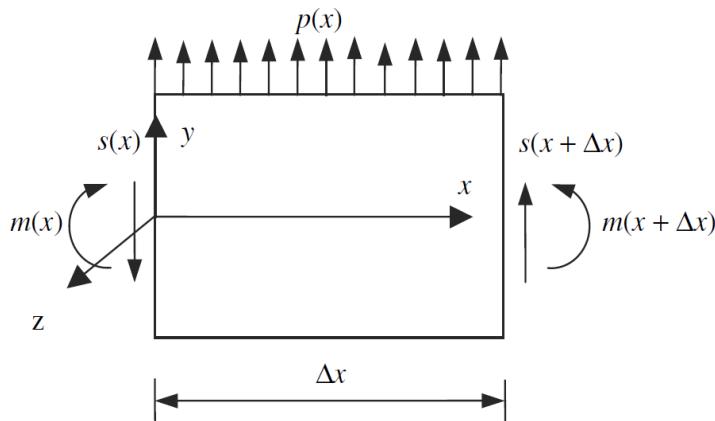 p(x)
s(x)
y
s(x + Δx)
x
m(x)
m(x + Δx)
z
Δx